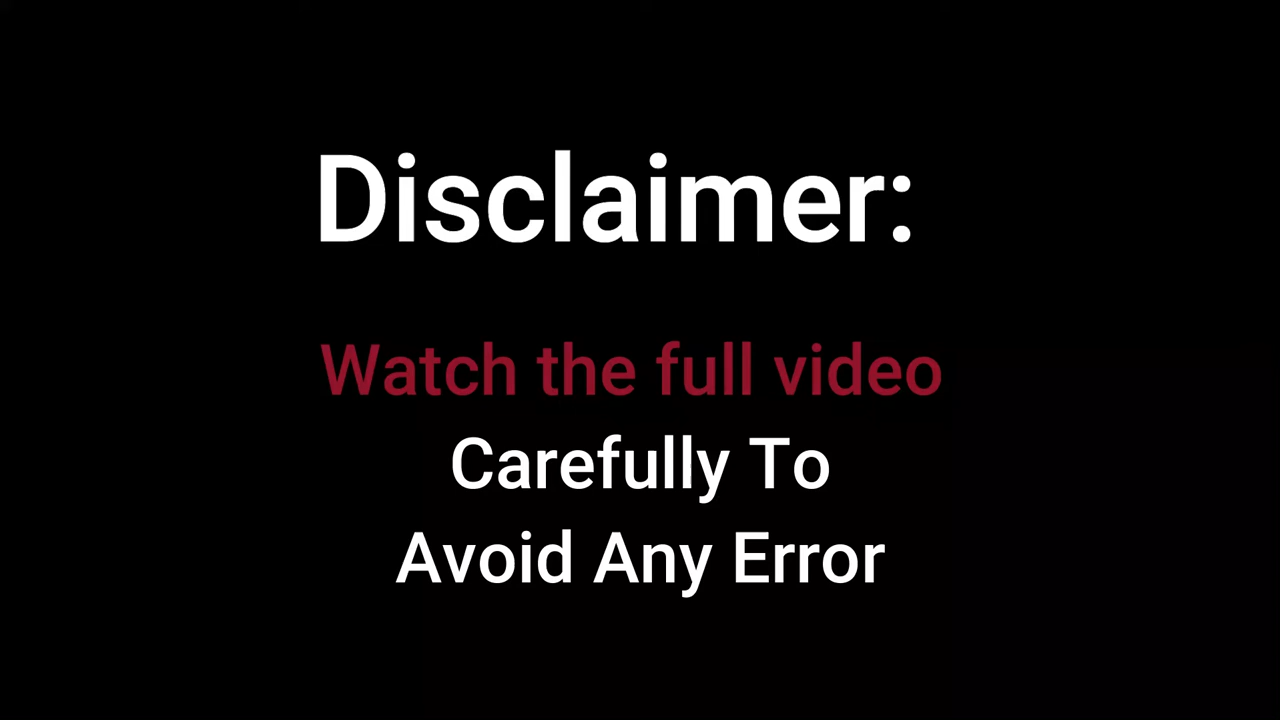 Disclaimer:
Watch the full video
Carefully To
Avoid Any Error